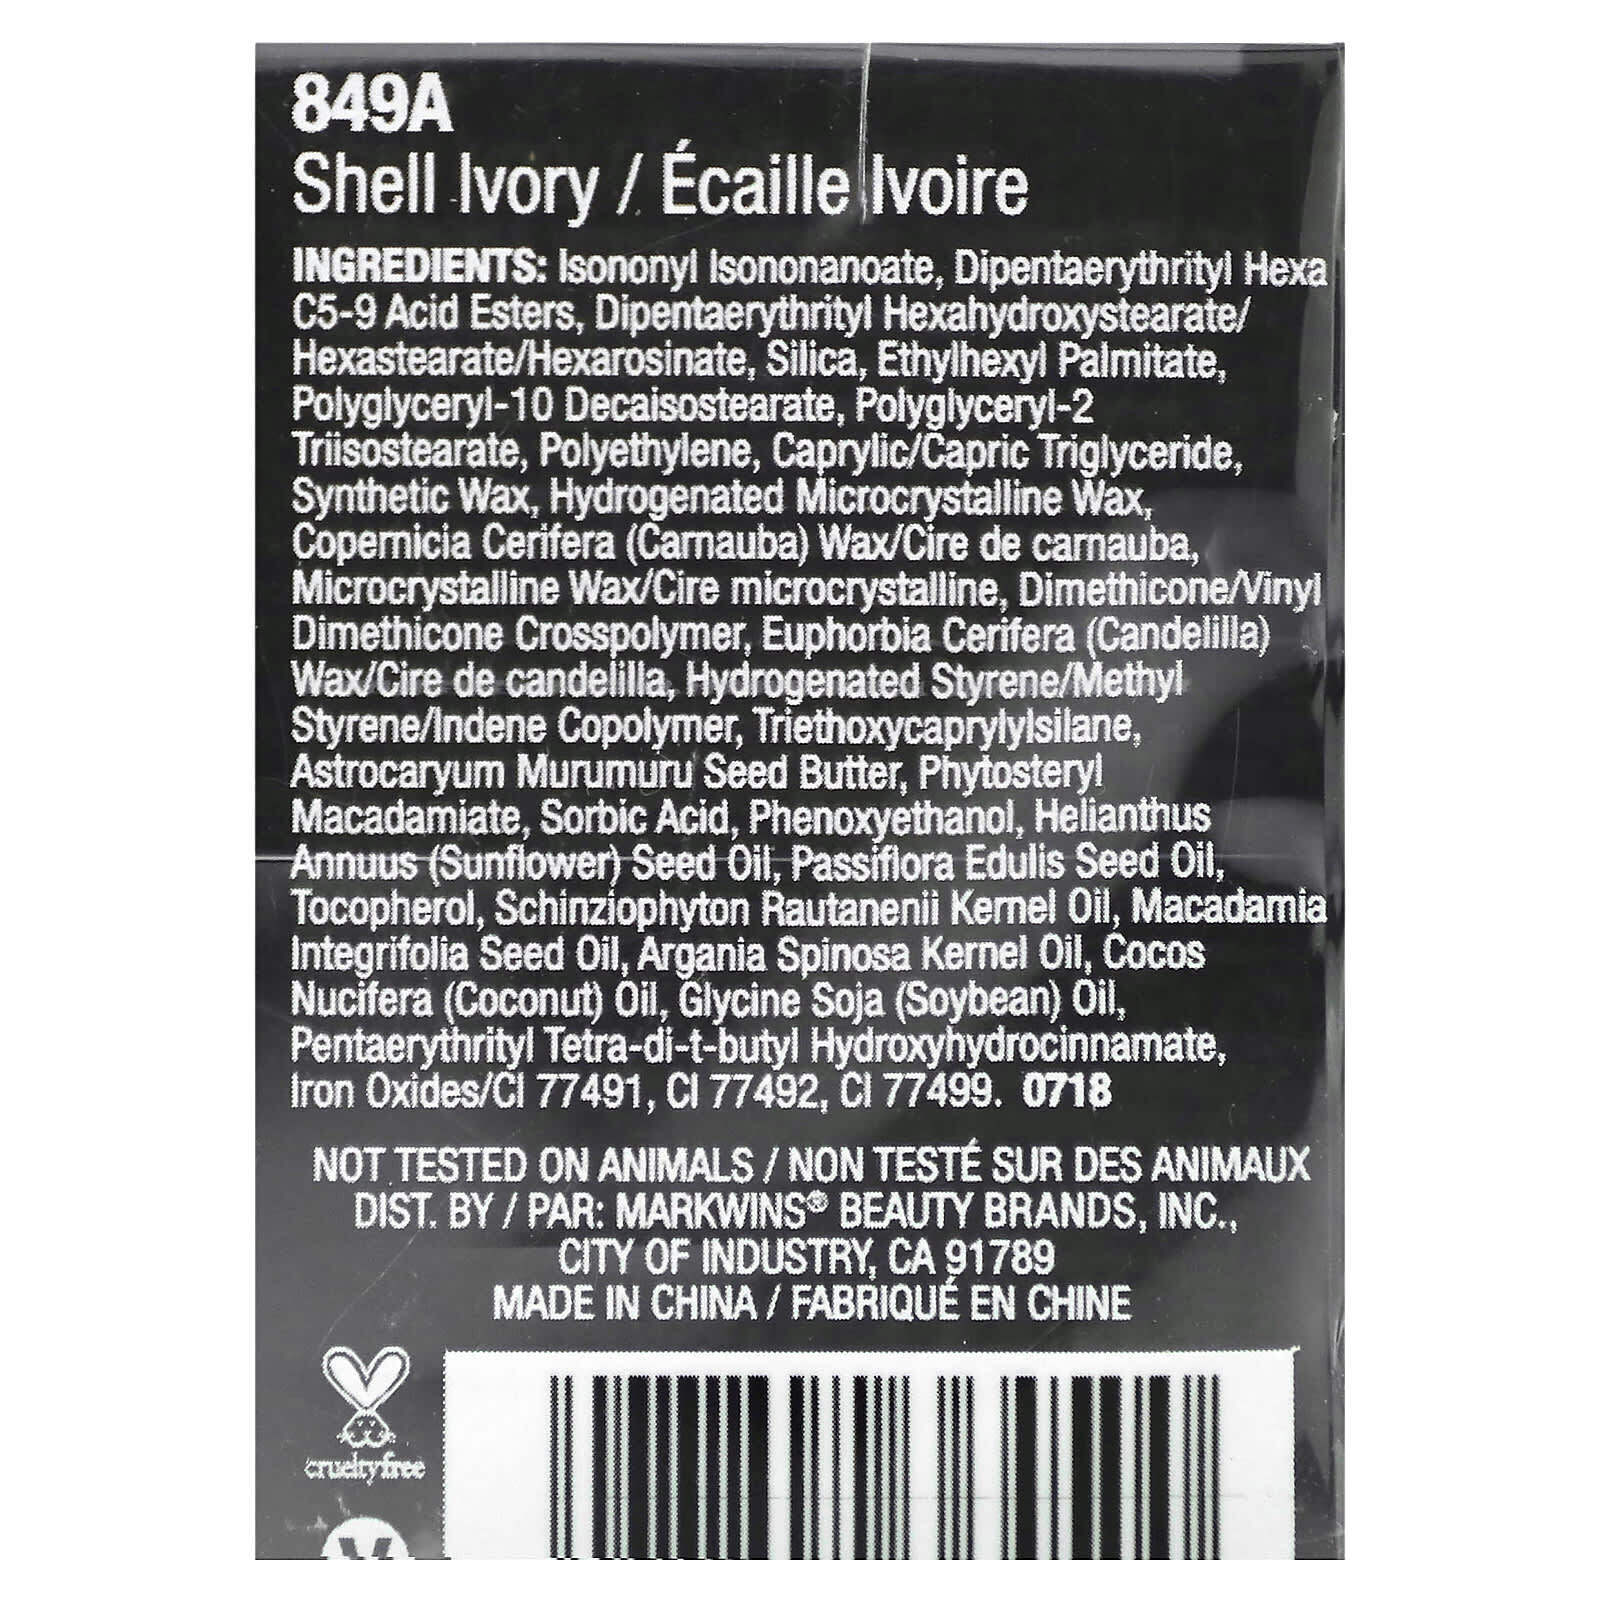 849A
Shell Ivory / Écaille Ivoire
INGREDIENTS: Isononyl Isononanoate, Dipentaerythrityl Hexa
C5-9 Acid Esters, Dipentaerythrityl Hexahydroxystearate/
Hexastearate/Hexarosinate, Silica, Ethylhexyl Palmitate,
Polyglyceryl-10 Decaisostearate, Polyglyceryl-2
Triisostearate, Polyethylene, Caprylic/Capric Triglyceride,
Synthetic Wax, Hydrogenated Microcrystalline Wax,
Copernicia Cerifera (Carnauba) Wax/Cire de carnauba,
Microcrystalline Wax/Cire microcrystalline, Dimethicone/Vinyl
Dimethicone Crosspolymer, Euphorbia Cerifera (Candelilla)
Wax/Cire de candelilla, Hydrogenated Styrene/Methyl
Styrene/Indene Copolymer, Triethoxycaprylylsilane,
Astrocaryum Murumuru Seed Butter, Phytosteryl
Macadamiate, Sorbic Acid, Phenoxyethanol, Helianthus
Annuus (Sunflower) Seed Oil, Passiflora Edulis Seed Oil,
Tocopherol, Schinziophyton Rautanenii Kernel Oil, Macadamia
Integrifolia Seed Oil, Argania Spinosa Kernel Oil, Cocos
Nucifera (Coconut) Oil, Glycine Soja (Soybean) Oil,
Pentaerythrityl Tetra-di-t-butyl Hydroxyhydrocinnamate,
Iron Oxides/CI 77491, CI 77492, CI 77499. 0718
NOT TESTED ON ANIMALS / NON TESTÉ SUR DES ANIMAUX
DIST. BY / PAR: MARKWINS® BEAUTY BRANDS, INC.,
CITY OF INDUSTRY, CA 91789
MADE IN CHINA / FABRIQUÉ EN CHINE
crueltyfree